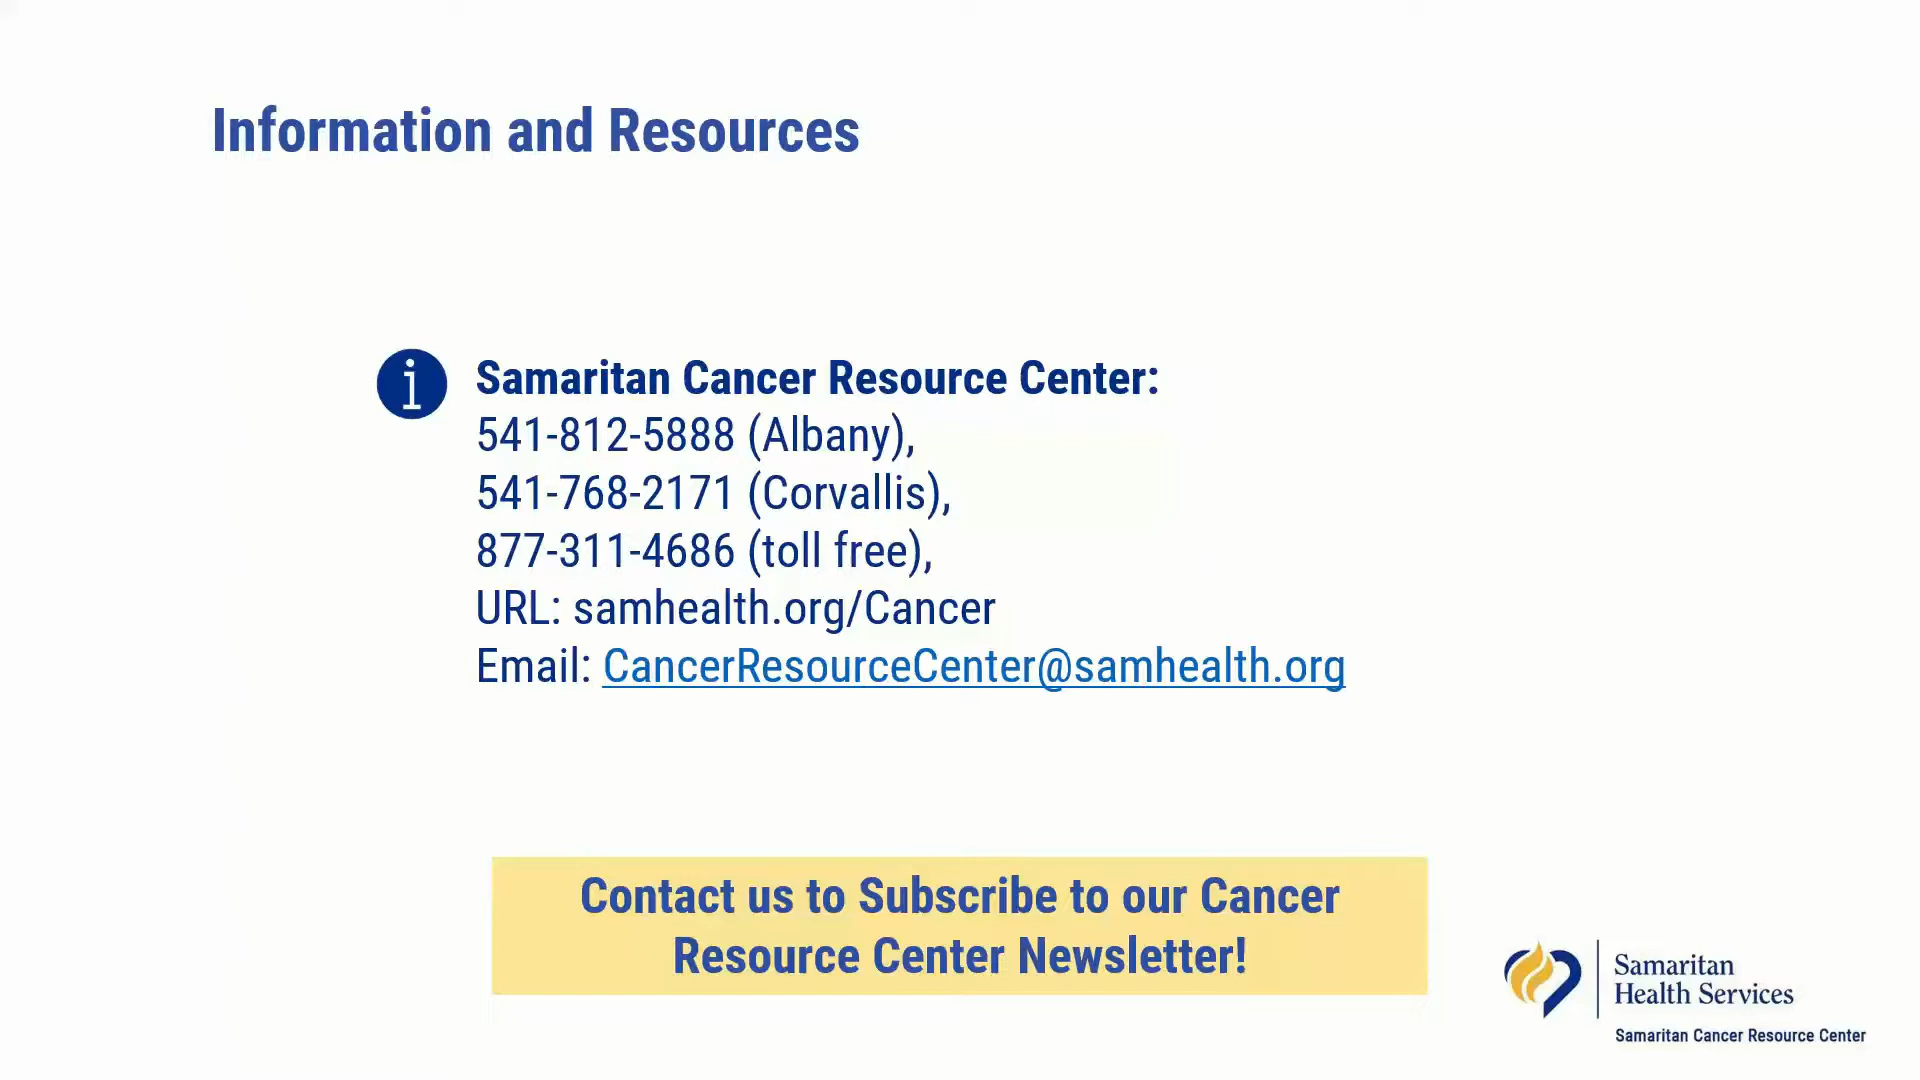 Information and Resources
i
Samaritan Cancer Resource Center:
541-812-5888 (Albany),
541-768-2171 (Corvallis),
877-311-4686 (toll free),
URL: samhealth.org/Cancer
Email: CancerResourceCenter@samhealth.org
Contact us to Subscribe to our Cancer
Resource Center Newsletter!
Samaritan
Health Services
Samaritan Cancer Resource Center